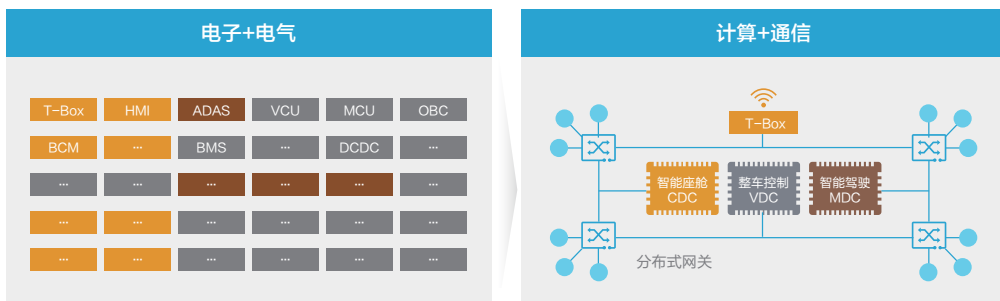 电子+电气
T-Box HMI ADAS VCU MCU OBC
BCM ... BMS ... DCDC ...
... ... ... ... ... ...
... ... ... ... ... ...
... ... ... ... ... ...
计算+通信
T-Box
智能座舱
CDC
整车控制
VDC
智能驾驶
MDC
分布式网关